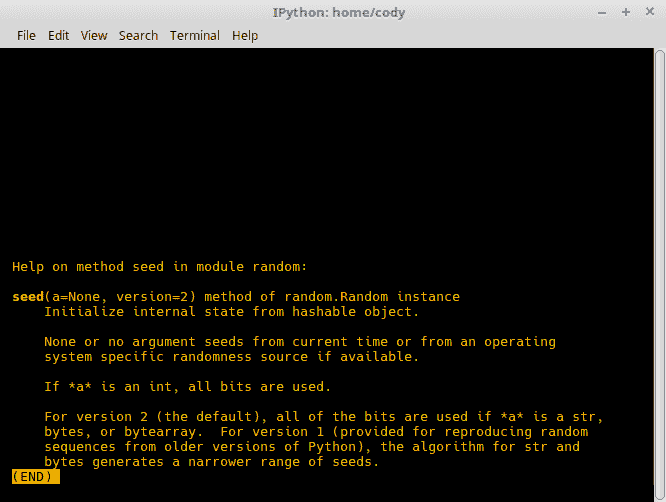 IPython: home/cody
File Edit View Search Terminal Help
Help on method seed in module random:
seed(a=None, version=2) method of random.Random instance
Initialize internal state from hashable object.
None or no argument seeds from current time or from an operating
system specific randomness source if available.
If *a* is an int, all bits are used.
For version 2 (the default), all of the bits are used if *a* is a str,
bytes, or bytearray.  For version 1 (provided for reproducing random
sequences from older versions of Python), the algorithm for str and
bytes generates a narrower range of seeds.
(END)